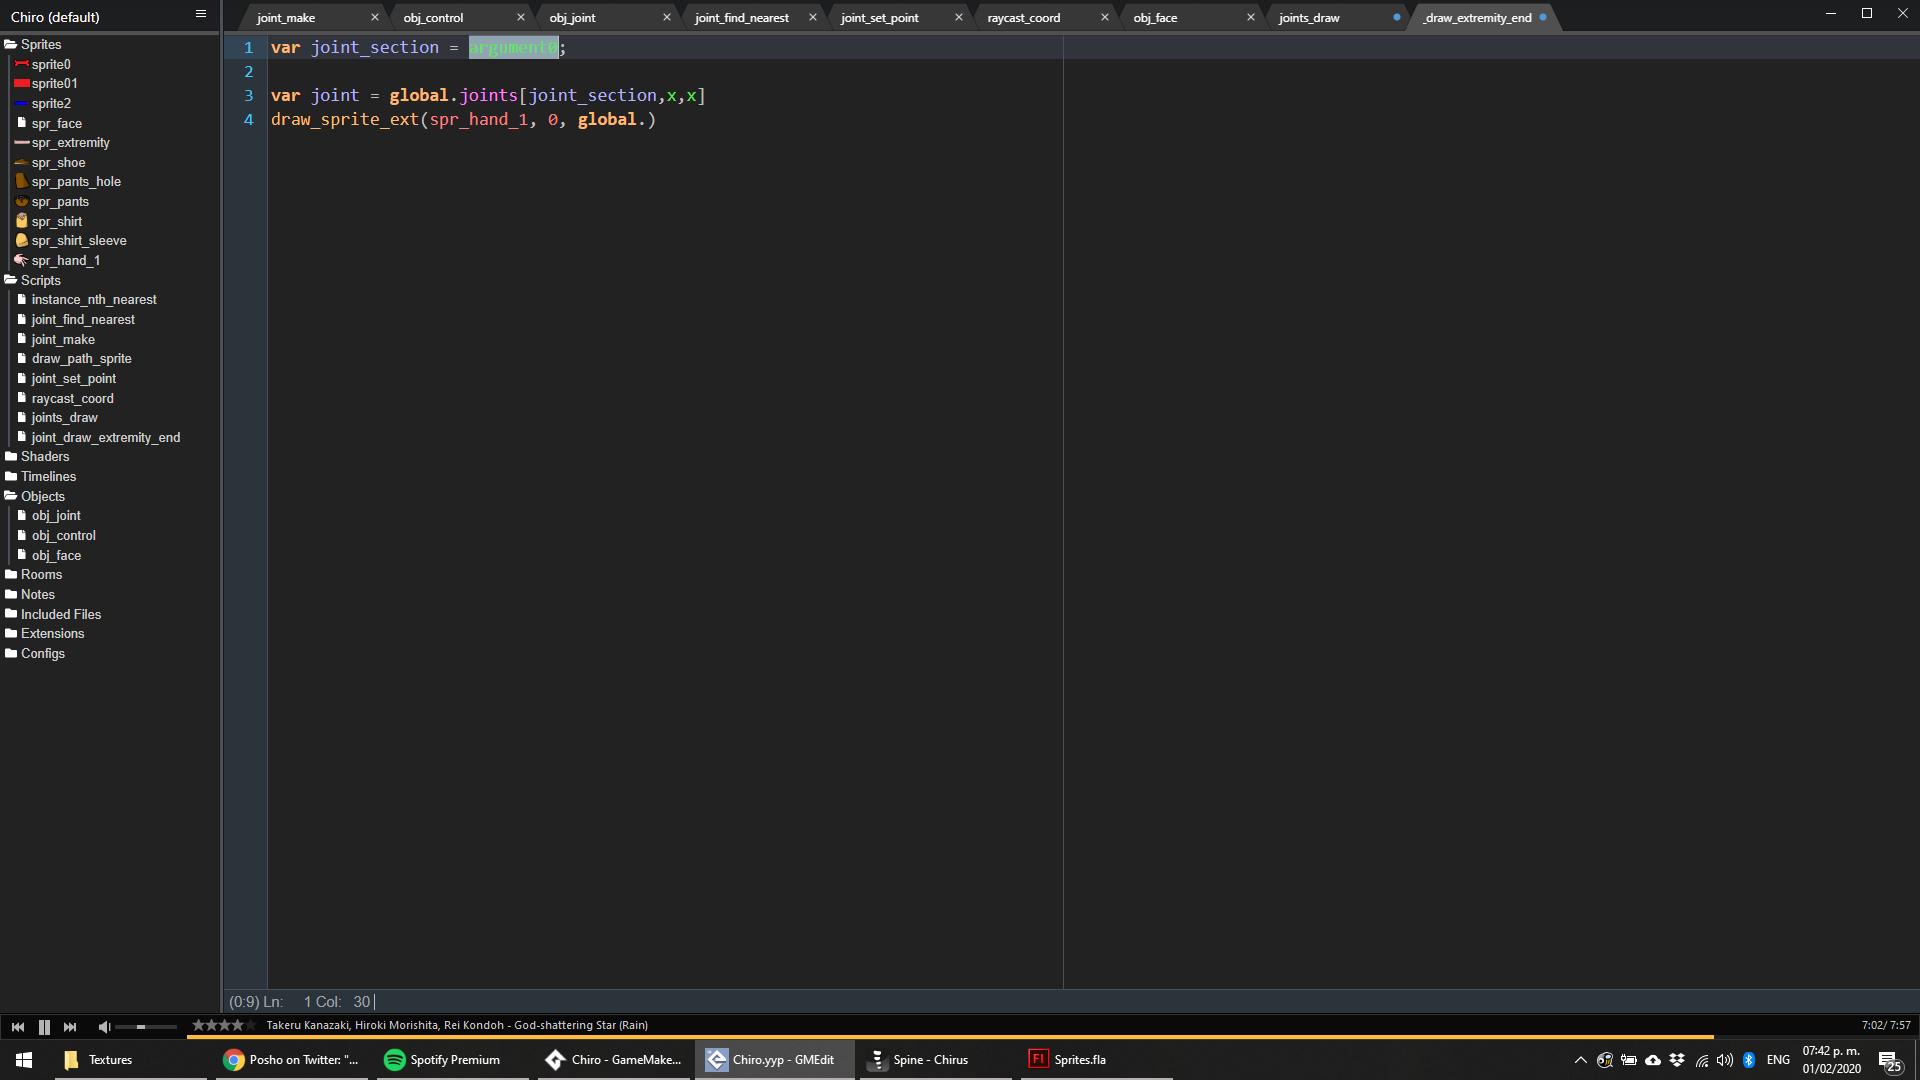 Chiro (default)
joint_make
obj_control
obj_joint
joint_find_nearest
joint_set_point
raycast_coord
obj_face
joints_draw
_draw_extremity_end
Sprites
sprite0
sprite01
sprite2
spr_face
spr_extremity
spr_shoe
spr_pants_hole
spr_pants
spr_shirt
spr_shirt_sleeve
spr_hand_1
Scripts
instance_nth_nearest
joint_find_nearest
joint_make
draw_path_sprite
joint_set_point
raycast_coord
joints_draw
joint_draw_extremity_end
Shaders
Timelines
Objects
obj_joint
obj_control
obj_face
Rooms
Notes
Included Files
Extensions
Configs
1 var joint_section = argument0;
2
3 var joint = global.joints[joint_section,x,x]
4 draw_sprite_ext(spr_hand_1, 0, global.)
(0:9) Ln: 1 Col: 30
Takeru Kanazaki, Hiroki Morishita, Rei Kondoh - God-shattering Star (Rain)
7:02/ 7:57
Textures
Posho on Twitter: "...
Spotify Premium
Chiro - GameMake...
Chiro.yyp - GMEdit
Spine - Chirus
Fl Sprites.fla
ENG
07:42 p. m.
01/02/2020
25